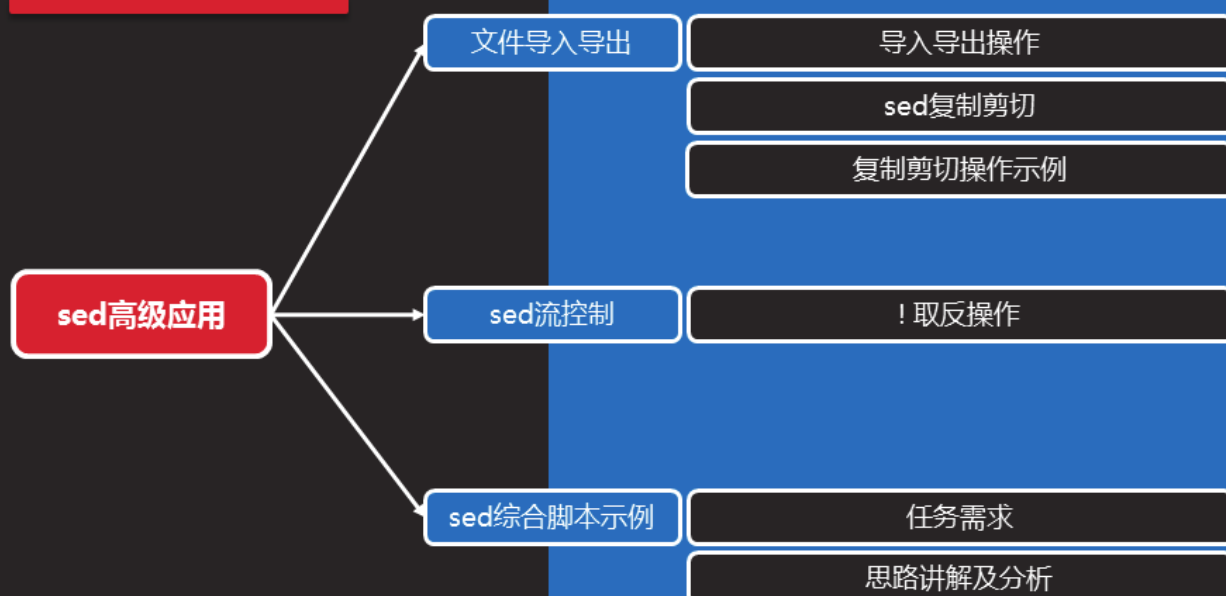 文件导入导出
导入导出操作
sed复制剪切
复制剪切操作示例
sed高级应用
sed流控制
! 取反操作
sed综合脚本示例
任务需求
思路讲解及分析